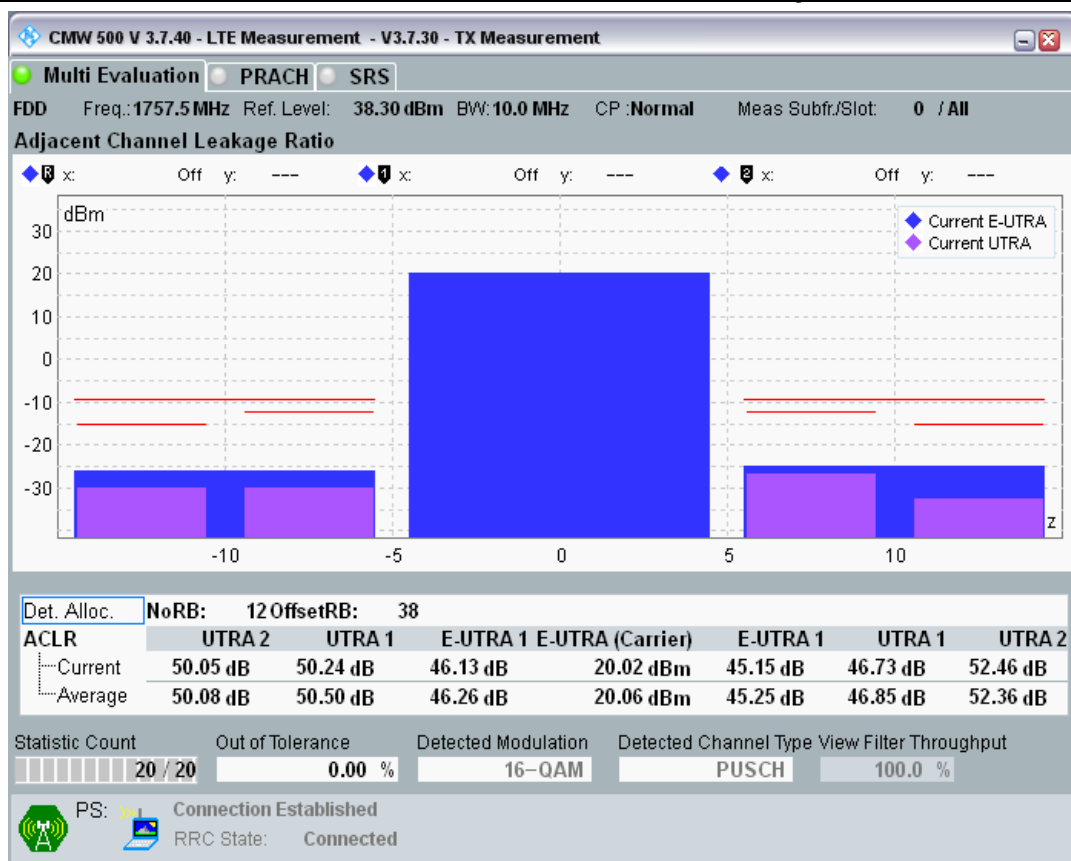 CMW 500 V 3.7.40 - LTE Measurement - V3.7.30 - TX Measurement
Multi Evaluation PRACH SRS
FDD Freq.: 1757.5 MHz Ref. Level: 38.30 dBm BW: 10.0 MHz CP : Normal Meas Subfr./Slot: 0 / All
Adjacent Channel Leakage Ratio
R x: Off y: --- 1 x: Off y: --- 2 x: Off y: ---
dBm
Current E-UTRA
Current UTRA
30
20
10
0
-10
-20
-30
z
-10 -5 0 5 10
Det. Alloc. NoRB: 12 OffsetRB: 38
ACLR UTRA 2 UTRA 1 E-UTRA 1 E-UTRA (Carrier) E-UTRA 1 UTRA 1 UTRA 2
Current 50.05 dB 50.24 dB 46.13 dB 20.02 dBm 45.15 dB 46.73 dB 52.46 dB
Average 50.08 dB 50.50 dB 46.26 dB 20.06 dBm 45.25 dB 46.85 dB 52.36 dB
Statistic Count Out of Tolerance Detected Modulation Detected Channel Type View Filter Throughput
20 / 20 0.00 % 16-QAM PUSCH 100.0 %
PS: Connection Established
RRC State: Connected